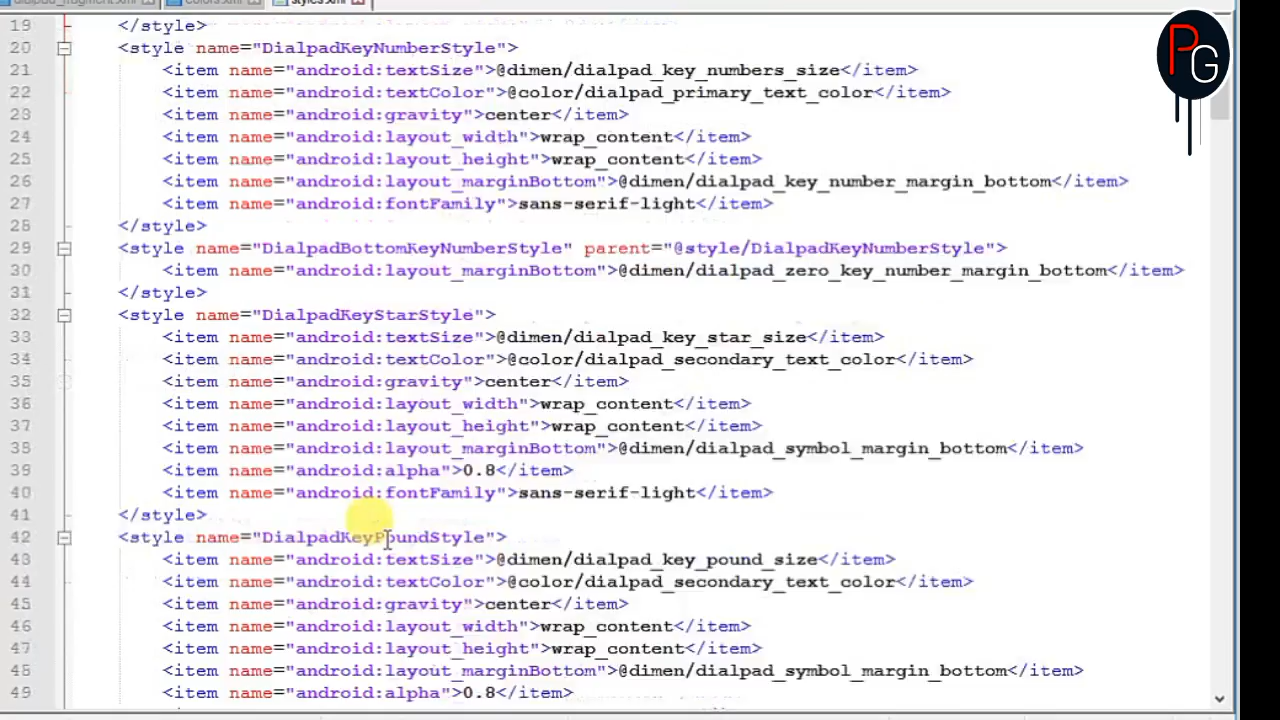 dialpad_fragment.xml colors.xml styles.xml
19 </style>
20 <style name="DialpadKeyNumberStyle">
21 <item name="android:textSize">@dimen/dialpad_key_numbers_size</item>
22 <item name="android:textColor">@color/dialpad_primary_text_color</item>
23 <item name="android:gravity">center</item>
24 <item name="android:layout_width">wrap_content</item>
25 <item name="android:layout_height">wrap_content</item>
26 <item name="android:layout_marginBottom">@dimen/dialpad_key_number_margin_bottom</item>
27 <item name="android:fontFamily">sans-serif-light</item>
28 </style>
29 <style name="DialpadBottomKeyNumberStyle" parent="@style/DialpadKeyNumberStyle">
30 <item name="android:layout_marginBottom">@dimen/dialpad_zero_key_number_margin_bottom</item>
31 </style>
32 <style name="DialpadKeyStarStyle">
33 <item name="android:textSize">@dimen/dialpad_key_star_size</item>
34 <item name="android:textColor">@color/dialpad_secondary_text_color</item>
35 <item name="android:gravity">center</item>
36 <item name="android:layout_width">wrap_content</item>
37 <item name="android:layout_height">wrap_content</item>
38 <item name="android:layout_marginBottom">@dimen/dialpad_symbol_margin_bottom</item>
39 <item name="android:alpha">0.8</item>
40 <item name="android:fontFamily">sans-serif-light</item>
41 </style>
42 <style name="DialpadKeyPoundStyle">
43 <item name="android:textSize">@dimen/dialpad_key_pound_size</item>
44 <item name="android:textColor">@color/dialpad_secondary_text_color</item>
45 <item name="android:gravity">center</item>
46 <item name="android:layout_width">wrap_content</item>
47 <item name="android:layout_height">wrap_content</item>
48 <item name="android:layout_marginBottom">@dimen/dialpad_symbol_margin_bottom</item>
49 <item name="android:alpha">0.8</item>
PG